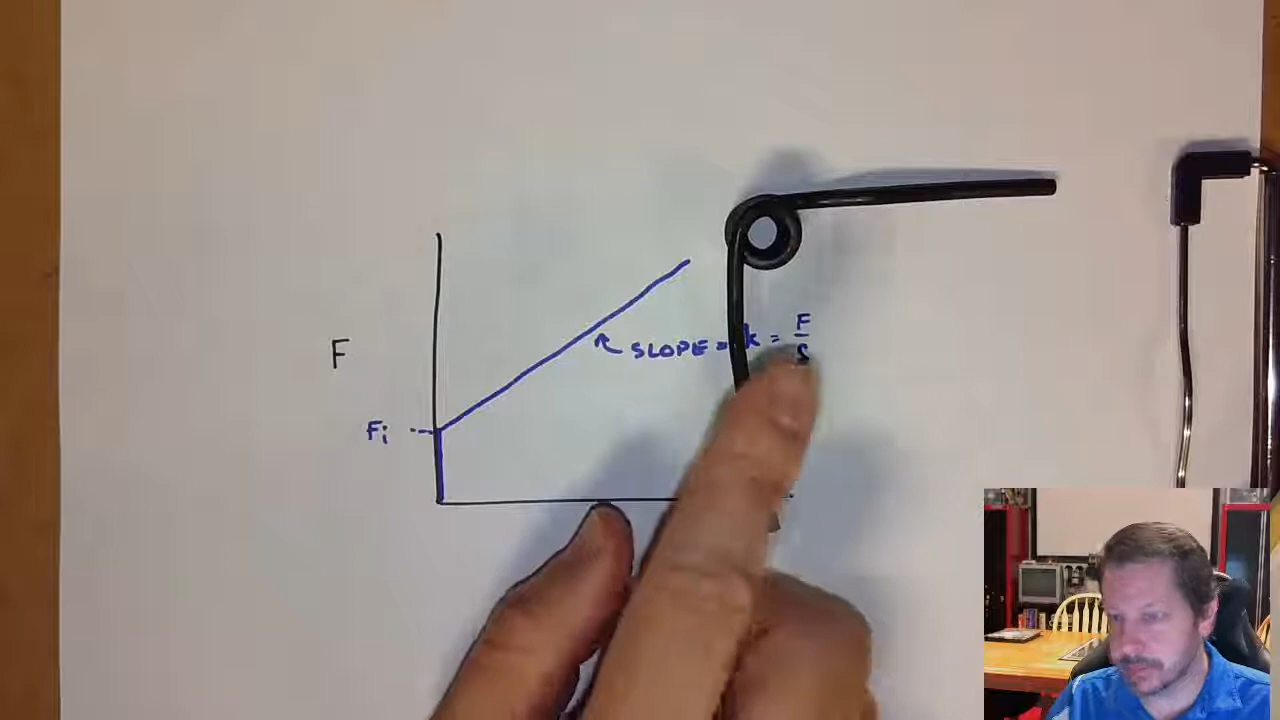 F
Fi
SLOPE = k = F